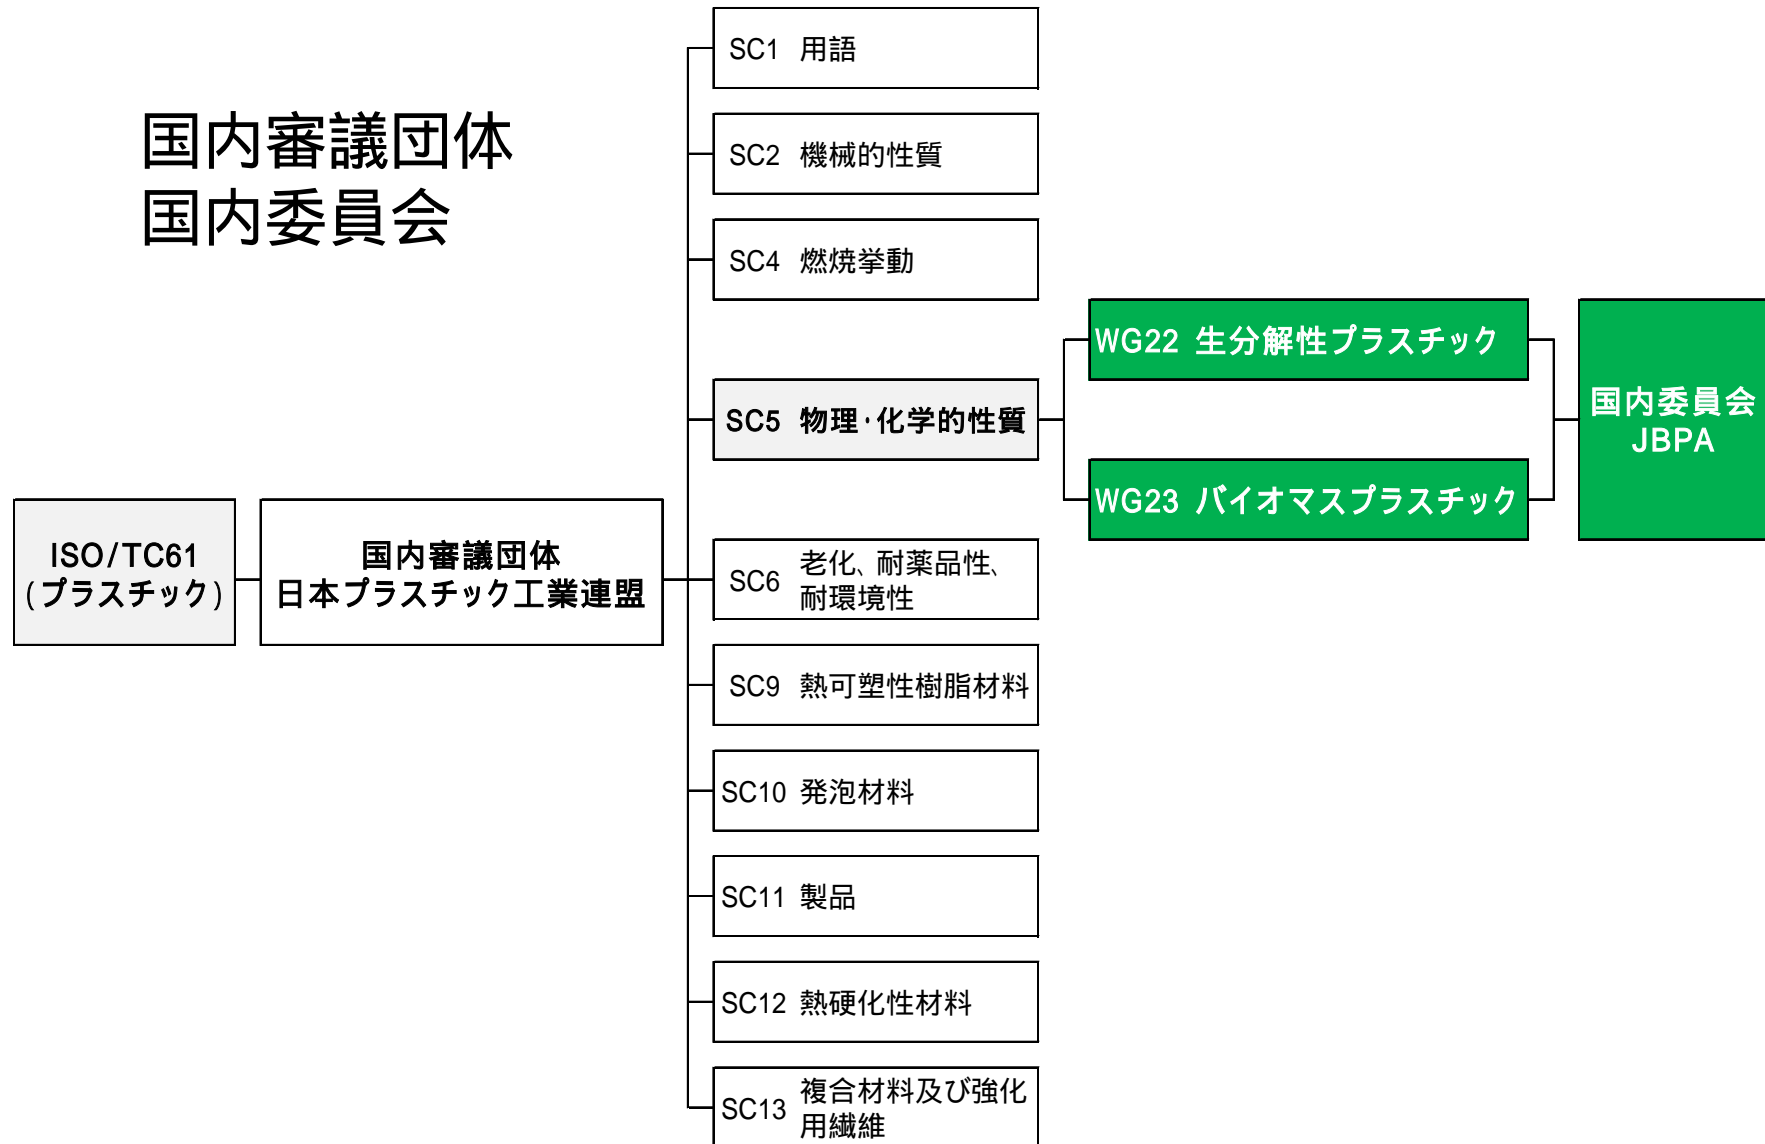 国内審議団体
国内委員会
SC1 用語
SC2 機械的性質
SC4 燃焼挙動
SC5 物理・化学的性質
WG22 生分解性プラスチック
WG23 バイオマスプラスチック
国内委員会
JBPA
ISO/TC61
(プラスチック)
国内審議団体
日本プラスチック工業連盟
SC6 老化、耐薬品性、
耐環境性
SC9 熱可塑性樹脂材料
SC10 発泡材料
SC11 製品
SC12 熱硬化性材料
SC13 複合材料及び強化
用繊維